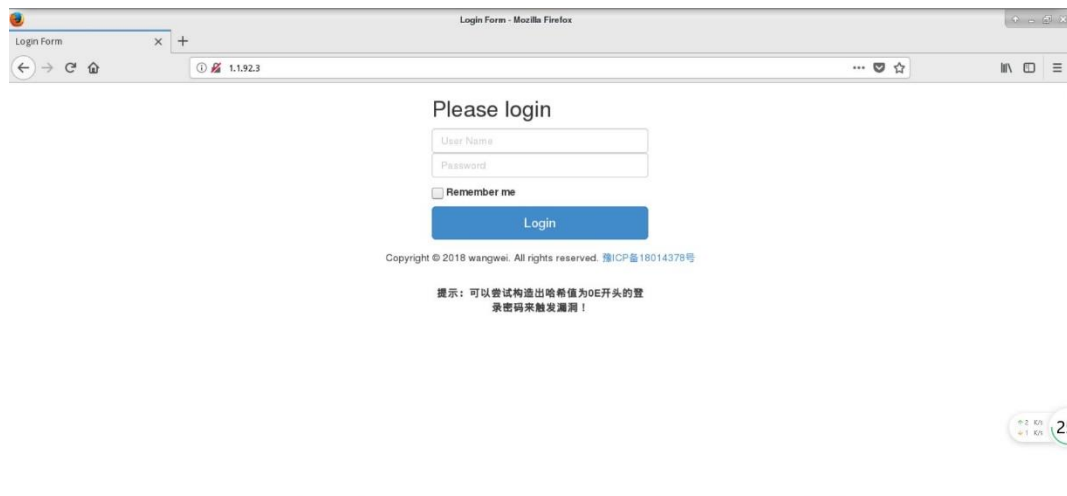 Login Form - Mozilla Firefox
Login Form
1.1.92.3
Please login
User Name
Password
Remember me
Login
Copyright © 2018 wangwei. All rights reserved. 豫ICP备18014378号
提示：可以尝试构造出哈希值为0E开头的登
录密码来触发漏洞！
2 K/s
1 K/s